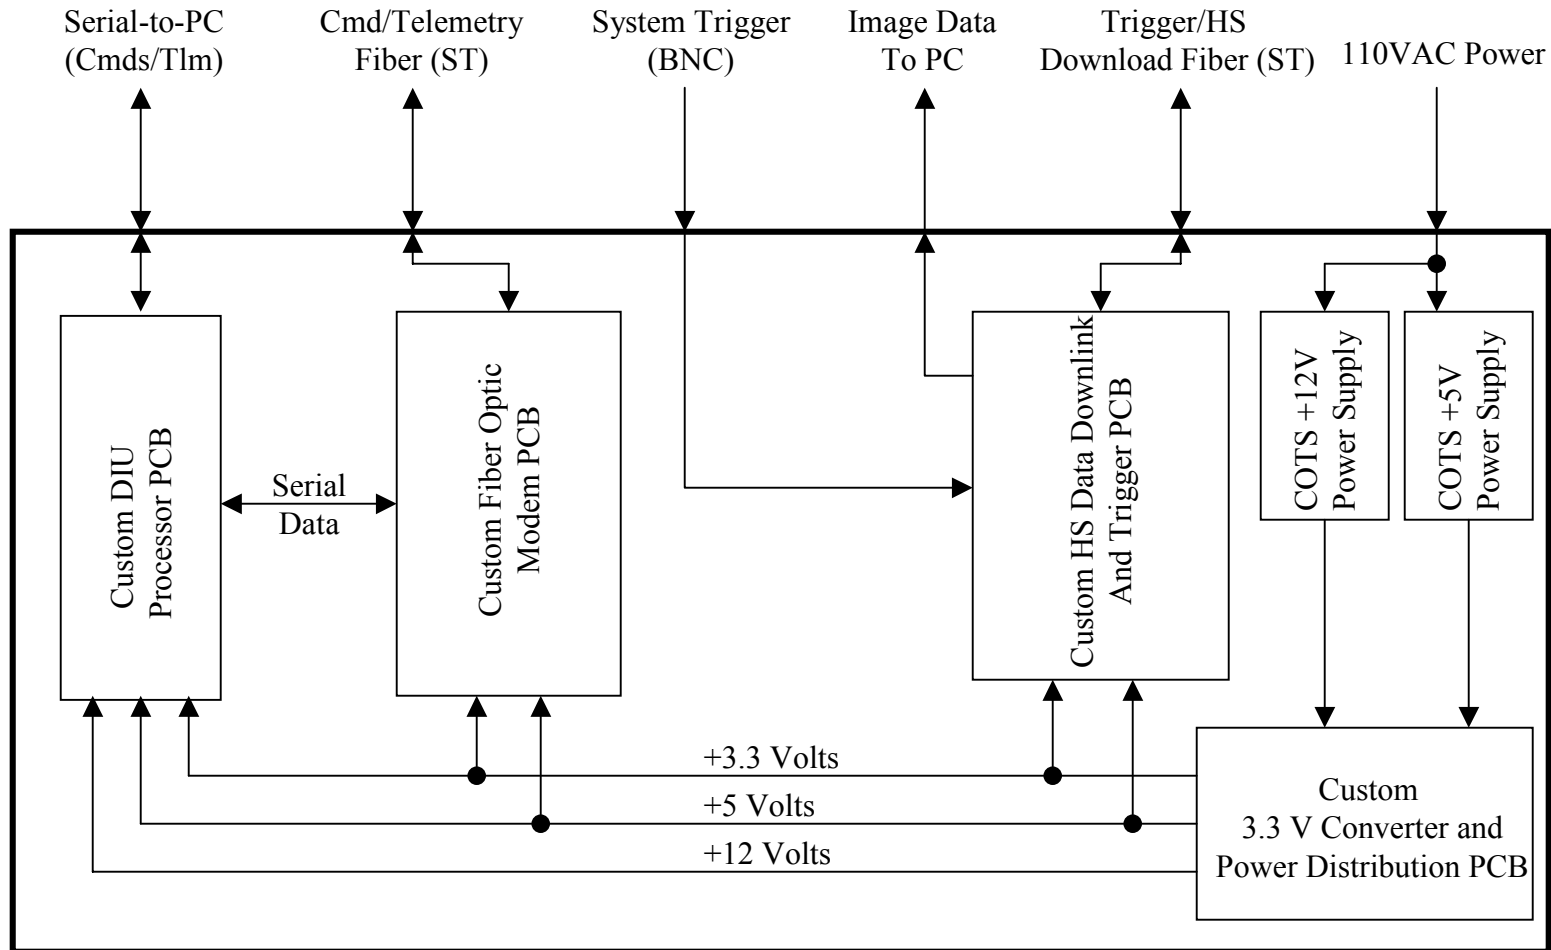 Serial-to-PC
(Cmds/Tlm)
Cmd/Telemetry
Fiber (ST)
System Trigger
(BNC)
Image Data
To PC
Trigger/HS
Download Fiber (ST)
110VAC Power
Custom DIU
Processor PCB
Serial
Data
Custom Fiber Optic
Modem PCB
Custom HS Data Downlink
And Trigger PCB
COTS +12V
Power Supply
COTS +5V
Power Supply
+3.3 Volts
+5 Volts
+12 Volts
Custom
3.3 V Converter and
Power Distribution PCB